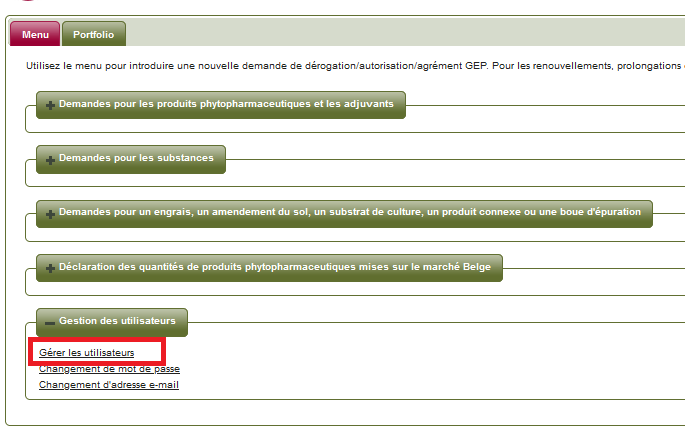 Menu Portfolio
Utilisez le menu pour introduire une nouvelle demande de dérogation/autorisation/agrément GEP. Pour les renouvellements, prolongations
Demandes pour les produits phytopharmaceutiques et les adjuvants
Demandes pour les substances
Demandes pour un engrais, un amendement du sol, un substrat de culture, un produit connexe ou une boue d'épuration
Déclaration des quantités de produits phytopharmaceutiques mises sur le marché Belge
Gestion des utilisateurs
Gérer les utilisateurs
Changement de mot de passe
Changement d'adresse e-mail